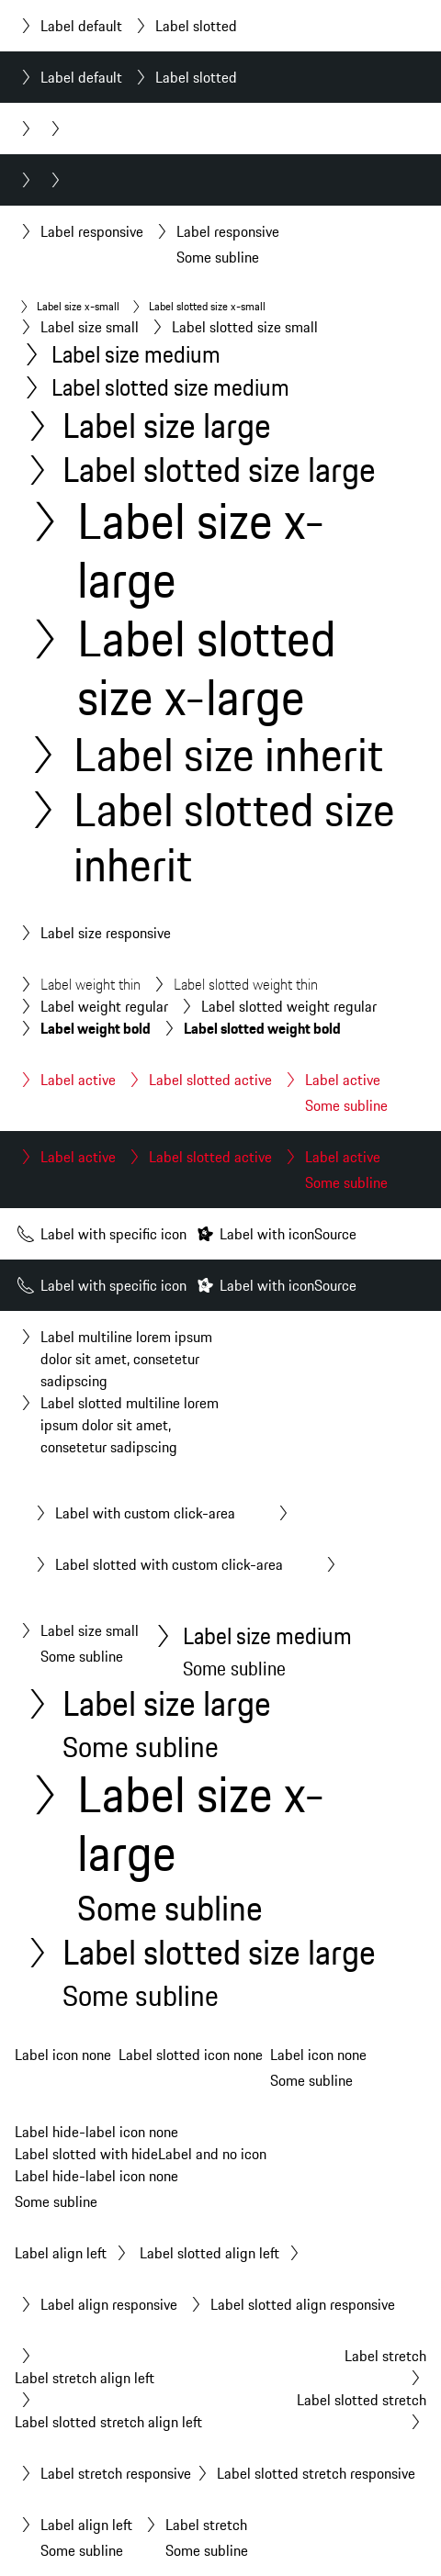 Label default Label slotted
Label default Label slotted
Label responsive Label responsive
Some subline
Label size x-small Label slotted size x-small
Label size small Label slotted size small
Label size medium
Label slotted size medium
Label size large
Label slotted size large
Label size x-
large
Label slotted
size x-large
Label size inherit
Label slotted size
inherit
Label size responsive
Label weight thin Label slotted weight thin
Label weight regular Label slotted weight regular
Label weight bold Label slotted weight bold
Label active Label slotted active Label active
Some subline
Label active Label slotted active Label active
Some subline
Label with specific icon Label with iconSource
Label with specific icon Label with iconSource
Label multiline lorem ipsum
dolor sit amet, consetetur
sadipscing
Label slotted multiline lorem
ipsum dolor sit amet,
consetetur sadipscing
Label with custom click-area
Label slotted with custom click-area
Label size small Label size medium
Some subline Some subline
Label size large
Some subline
Label size x-
large
Some subline
Label slotted size large
Some subline
Label icon none Label slotted icon none Label icon none
Some subline
Label hide-label icon none
Label slotted with hideLabel and no icon
Label hide-label icon none
Some subline
Label align left Label slotted align left
Label align responsive Label slotted align responsive
Label stretch
Label stretch align left
Label slotted stretch
Label slotted stretch align left
Label stretch responsive Label slotted stretch responsive
Label align left Label stretch
Some subline Some subline